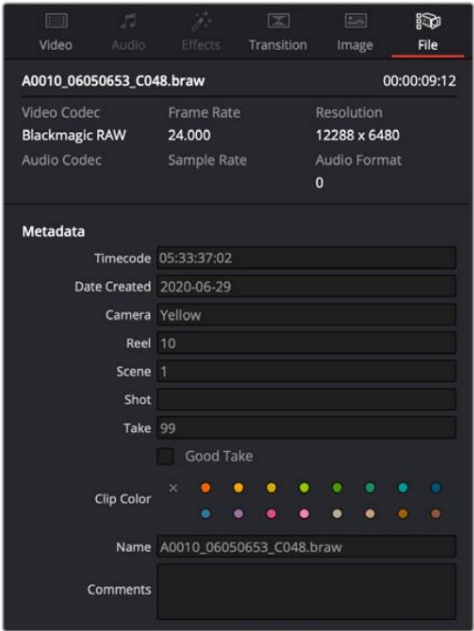 Video Audio Effects Transition Image File
A0010_06050653_C048.braw 00:00:09:12
Video Codec Frame Rate Resolution
Blackmagic RAW 24.000 12288 x 6480
Audio Codec Sample Rate Audio Format
0
Metadata
Timecode 05:33:37:02
Date Created 2020-06-29
Camera Yellow
Reel 10
Scene 1
Shot
Take 99
Good Take
Clip Color ×
Name A0010_06050653_C048.braw
Comments